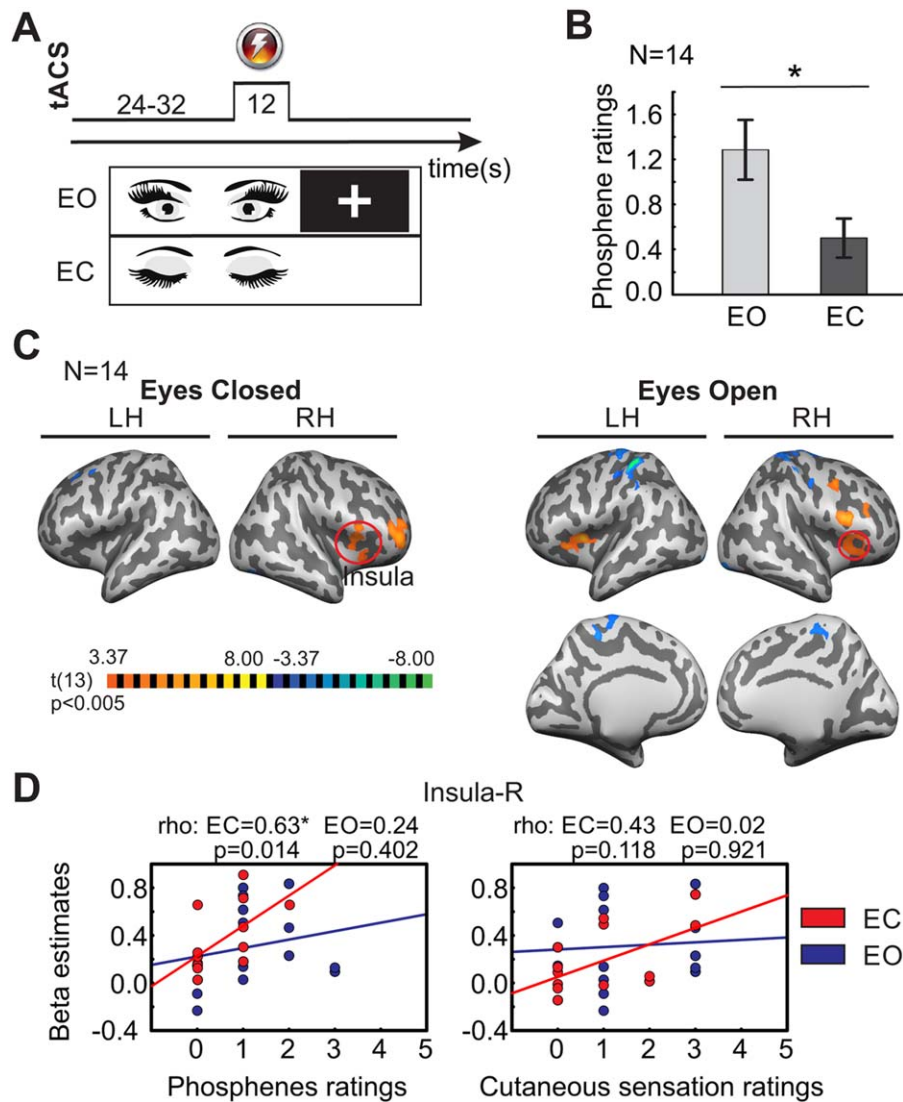 A
tACS
24-32
12
time(s)
EO
EC
B
N=14
*
Phosphene ratings
1.6
1.2
0.8
0.4
0.0
EO
EC
C
N=14
Eyes Closed
LH
RH
Insula
3.37
8.00
-3.37
-8.00
t(13)
p<0.005
Eyes Open
LH
RH
D
Insula-R
rho: EC=0.63* EO=0.24
p=0.014 p=0.402
Beta estimates
0.8
0.4
0.0
-0.4
0 1 2 3 4 5
Phosphenes ratings
rho: EC=0.43 EO=0.02
p=0.118 p=0.921
0.8
0.4
0.0
-0.4
0 1 2 3 4 5
Cutaneous sensation ratings
EC
EO